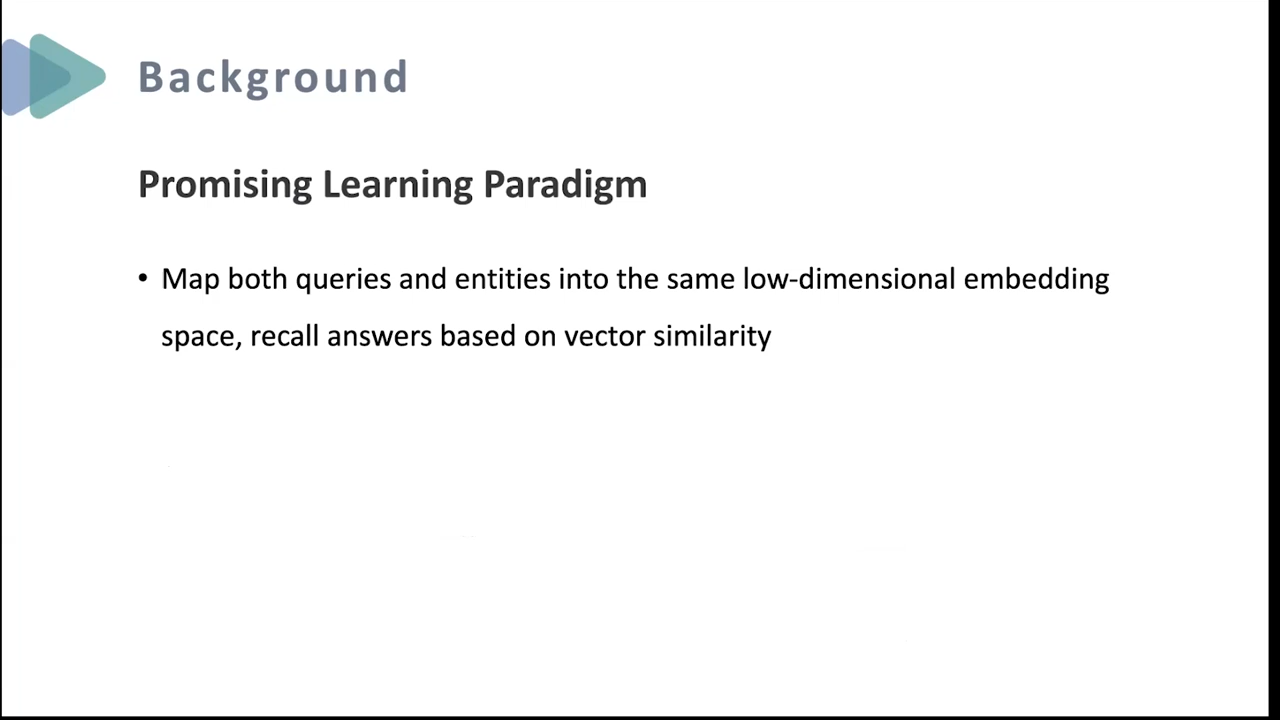 Background
Promising Learning Paradigm
• Map both queries and entities into the same low-dimensional embedding
space, recall answers based on vector similarity